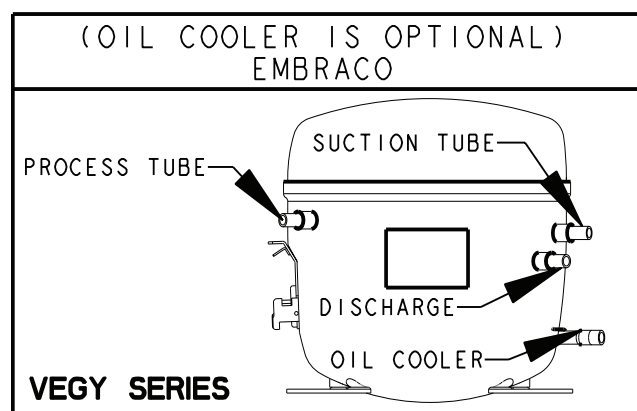 (OIL COOLER IS OPTIONAL)
EMBRACO
SUCTION TUBE
PROCESS TUBE
DISCHARGE
OIL COOLER
VEGY SERIES